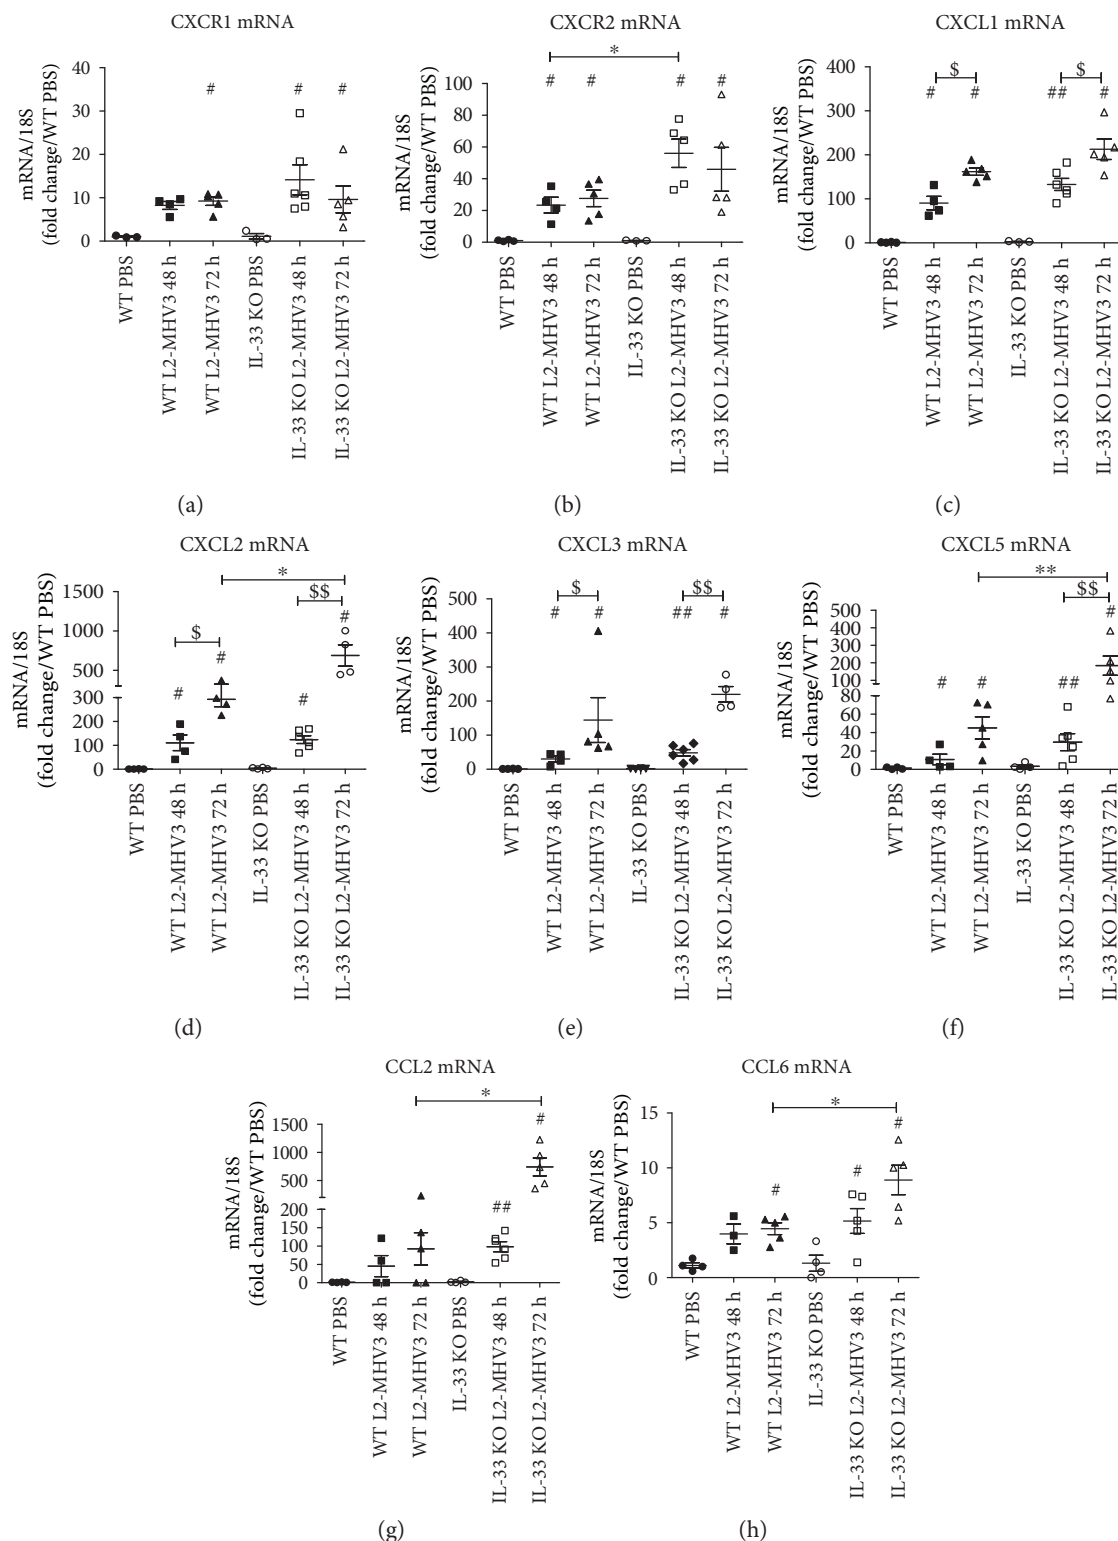 CXCR1 mRNA
mRNA/18S
(fold change/WT PBS)
40
30
20
10
0
#
#
#
WT PBS
WT L2-MHV3 48 h
WT L2-MHV3 72 h
IL-33 KO PBS
IL-33 KO L2-MHV3 48 h
IL-33 KO L2-MHV3 72 h
(a)
CXCR2 mRNA
mRNA/18S
(fold change/WT PBS)
100
80
60
40
20
0
*
#
#
#
#
WT PBS
WT L2-MHV3 48 h
WT L2-MHV3 72 h
IL-33 KO PBS
IL-33 KO L2-MHV3 48 h
IL-33 KO L2-MHV3 72 h
(b)
CXCL1 mRNA
mRNA/18S
(fold change/WT PBS)
400
300
200
100
0
$
$
#
#
##
#
WT PBS
WT L2-MHV3 48 h
WT L2-MHV3 72 h
IL-33 KO PBS
IL-33 KO L2-MHV3 48 h
IL-33 KO L2-MHV3 72 h
(c)
CXCL2 mRNA
mRNA/18S
(fold change/WT PBS)
1500
1000
500
300
200
100
0
*
$$
#
$
#
#
#
WT PBS
WT L2-MHV3 48 h
WT L2-MHV3 72 h
IL-33 KO PBS
IL-33 KO L2-MHV3 48 h
IL-33 KO L2-MHV3 72 h
(d)
CXCL3 mRNA
mRNA/18S
(fold change/WT PBS)
500
400
300
200
100
0
$
$$
#
#
##
#
WT PBS
WT L2-MHV3 48 h
WT L2-MHV3 72 h
IL-33 KO PBS
IL-33 KO L2-MHV3 48 h
IL-33 KO L2-MHV3 72 h
(e)
CXCL5 mRNA
mRNA/18S
(fold change/WT PBS)
500
400
300
200
100
80
60
40
20
0
**
$$
#
#
#
##
WT PBS
WT L2-MHV3 48 h
WT L2-MHV3 72 h
IL-33 KO PBS
IL-33 KO L2-MHV3 48 h
IL-33 KO L2-MHV3 72 h
(f)
CCL2 mRNA
mRNA/18S
(fold change/WT PBS)
1500
1000
500
200
150
100
50
0
*
#
##
WT PBS
WT L2-MHV3 48 h
WT L2-MHV3 72 h
IL-33 KO PBS
IL-33 KO L2-MHV3 48 h
IL-33 KO L2-MHV3 72 h
(g)
CCL6 mRNA
mRNA/18S
(fold change/WT PBS)
15
10
5
0
*
#
#
#
WT PBS
WT L2-MHV3 48 h
WT L2-MHV3 72 h
IL-33 KO PBS
IL-33 KO L2-MHV3 48 h
IL-33 KO L2-MHV3 72 h
(h)